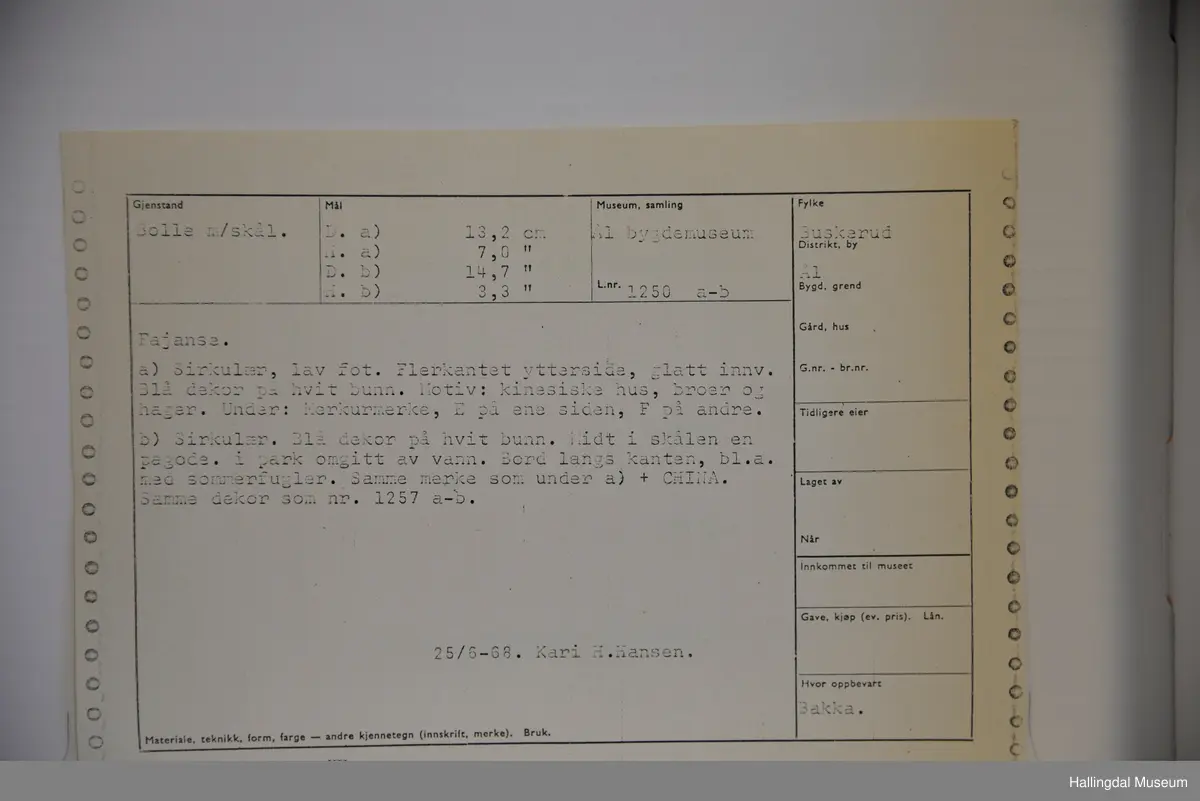 Gjenstand
Bolle m/skål.
Mål
D. a) 13,2 cm
H. a) 7,0 "
D. b) 14,7 "
H. b) 3,3 "
Museum, samling
Ål bygdemuseum
L.nr. 1250 a-b
Fylke
Buskerud
Distrikt, by
Ål
Bygd, grend
Gård, hus
G.nr. - br.nr.
Tidligere eier
Laget av
Når
Innkommet til museet
Gave, kjøp (ev. pris). Lån.
Hvor oppbevart
Bakka.
Fajanse.
a) Sirkulær, lav fot. Flerkantet ytterside, glatt innv.
Blå dekor på hvit bunn. Motiv: kinesiske hus, broer og
hager. Under: Merkurmerke, E på ene siden, F på andre.
b) Sirkulær. Blå dekor på hvit bunn. Midt i skålen en
pagode. i park omgitt av vann. Bord langs kanten, bl.a.
med sommerfugler. Samme merke som under a) + CHINA.
Samme dekor som nr. 1257 a-b.
25/6-68. Kari H.Hansen.
Materiale, teknikk, form, farge — andre kjennetegn (innskrift, merke). Bruk.
Hallingdal Museum